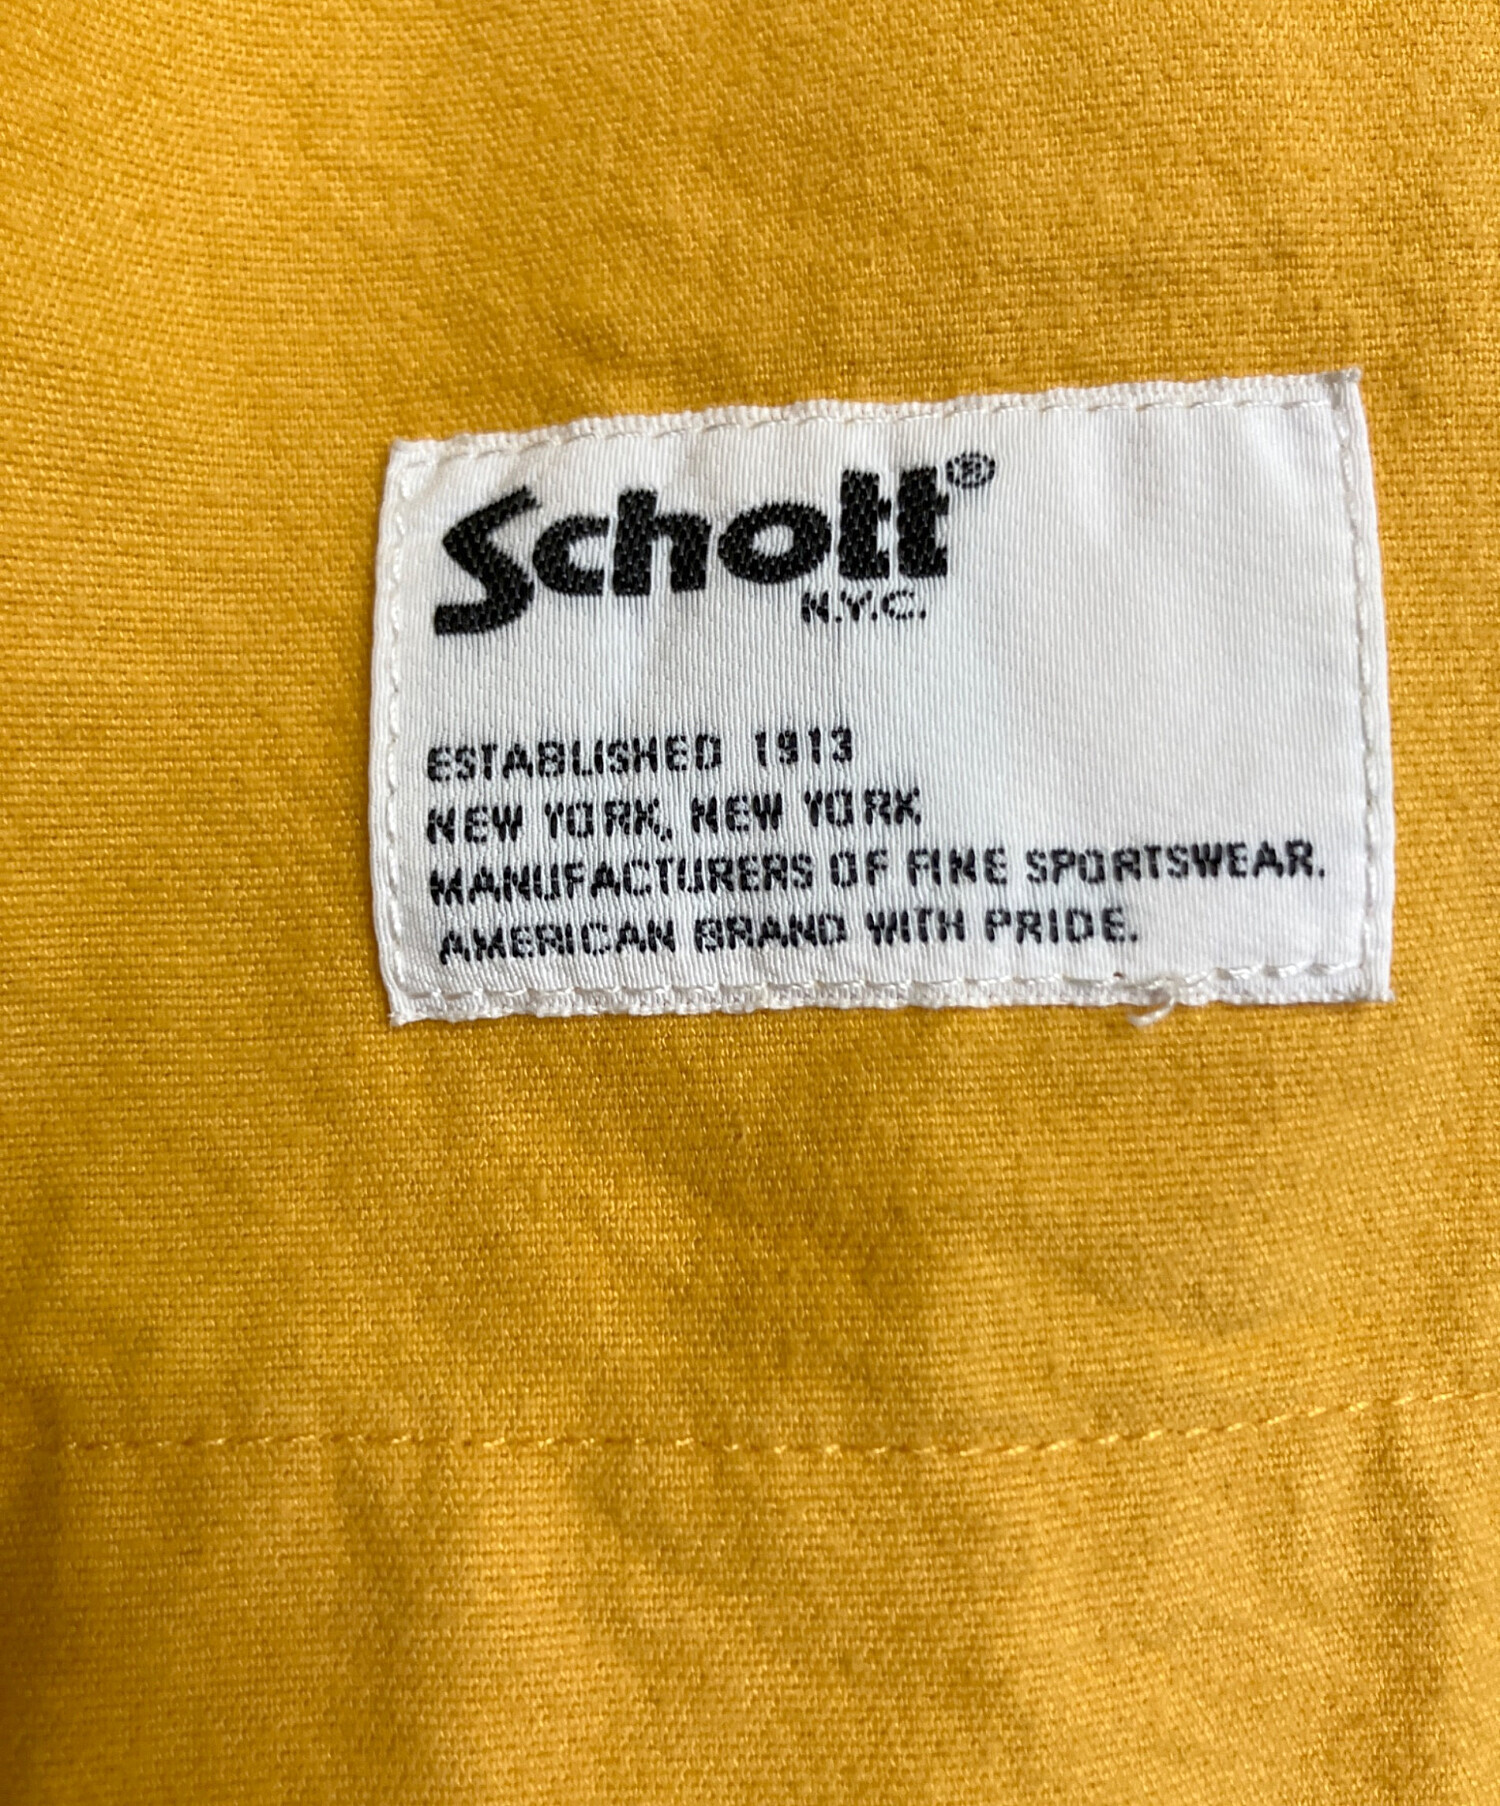 Schott®
N.Y.C.
ESTABLISHED 1913
NEW YORK, NEW YORK
MANUFACTURERS OF FINE SPORTSWEAR.
AMERICAN BRAND WITH PRIDE.